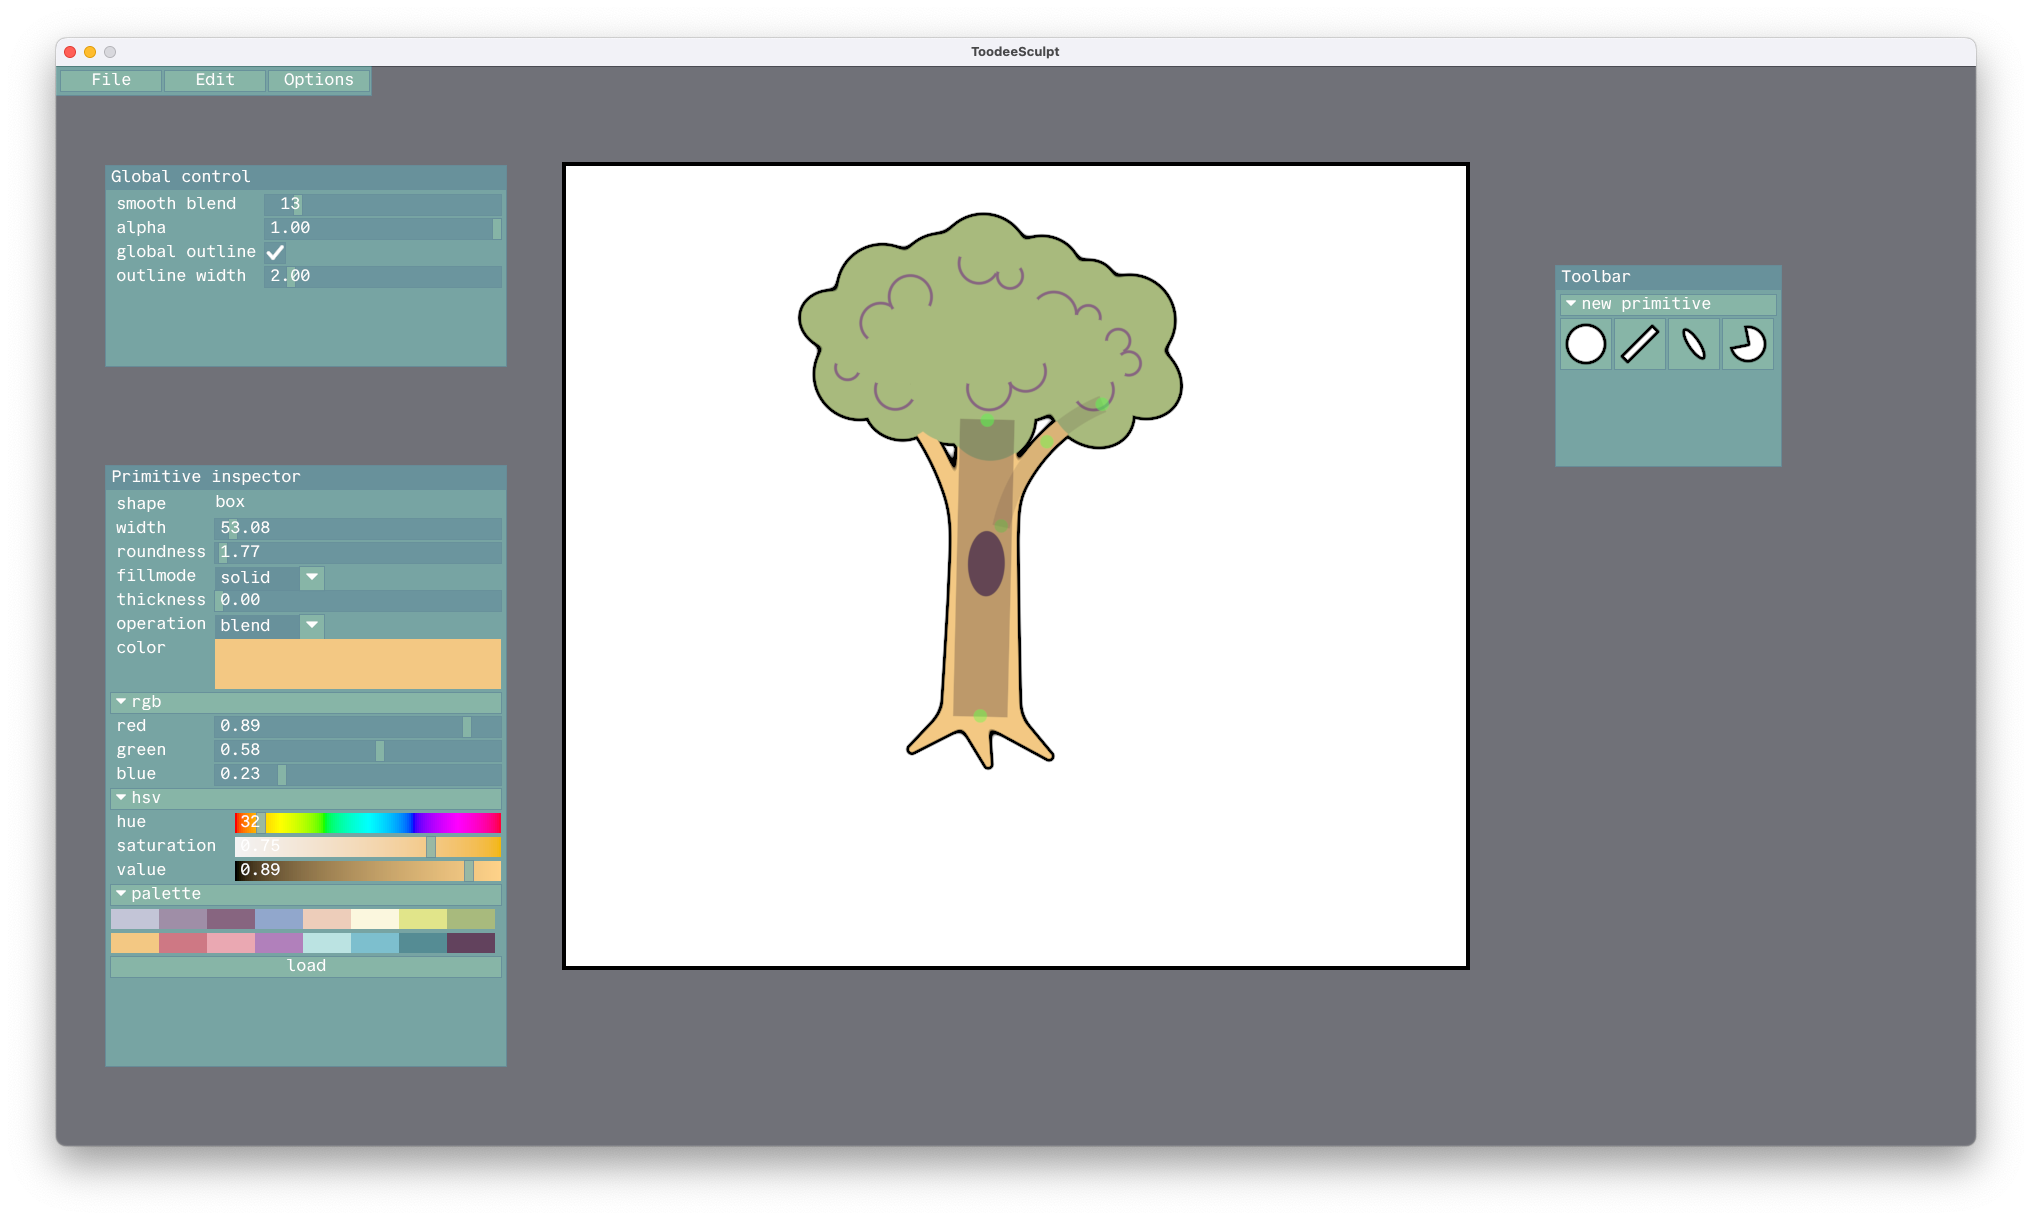 ToodeeSculpt
File Edit Options
Global control
smooth blend 13
alpha 1.00
global outline
outline width 2.00
Primitive inspector
shape box
width 53.08
roundness 1.77
fillmode solid
thickness 0.00
operation blend
color
rgb
red 0.89
green 0.58
blue 0.23
hsv
hue 32
saturation 0.75
value 0.89
palette
load
Toolbar
new primitive